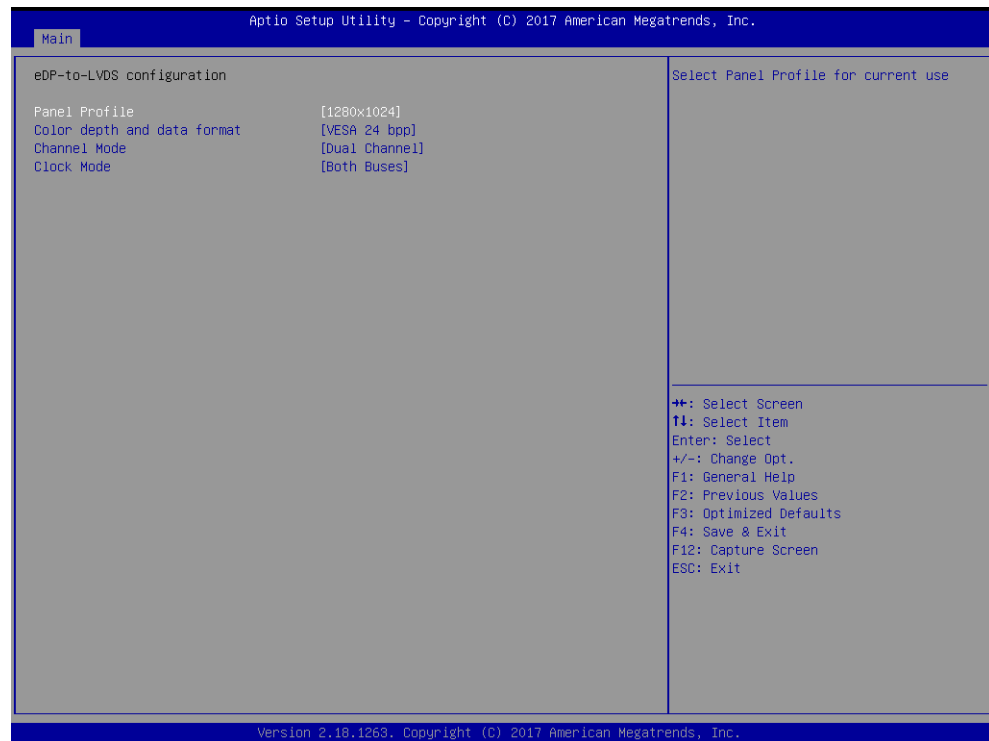 Aptio Setup Utility – Copyright (C) 2017 American Megatrends, Inc.
Main
eDP-to-LVDS configuration
Panel Profile [1280x1024]
Color depth and data format [VESA 24 bpp]
Channel Mode [Dual Channel]
Clock Mode [Both Buses]
Select Panel Profile for current use
→←: Select Screen
↑↓: Select Item
Enter: Select
+/-: Change Opt.
F1: General Help
F2: Previous Values
F3: Optimized Defaults
F4: Save & Exit
F12: Capture Screen
ESC: Exit
Version 2.18.1263. Copyright (C) 2017 American Megatrends, Inc.